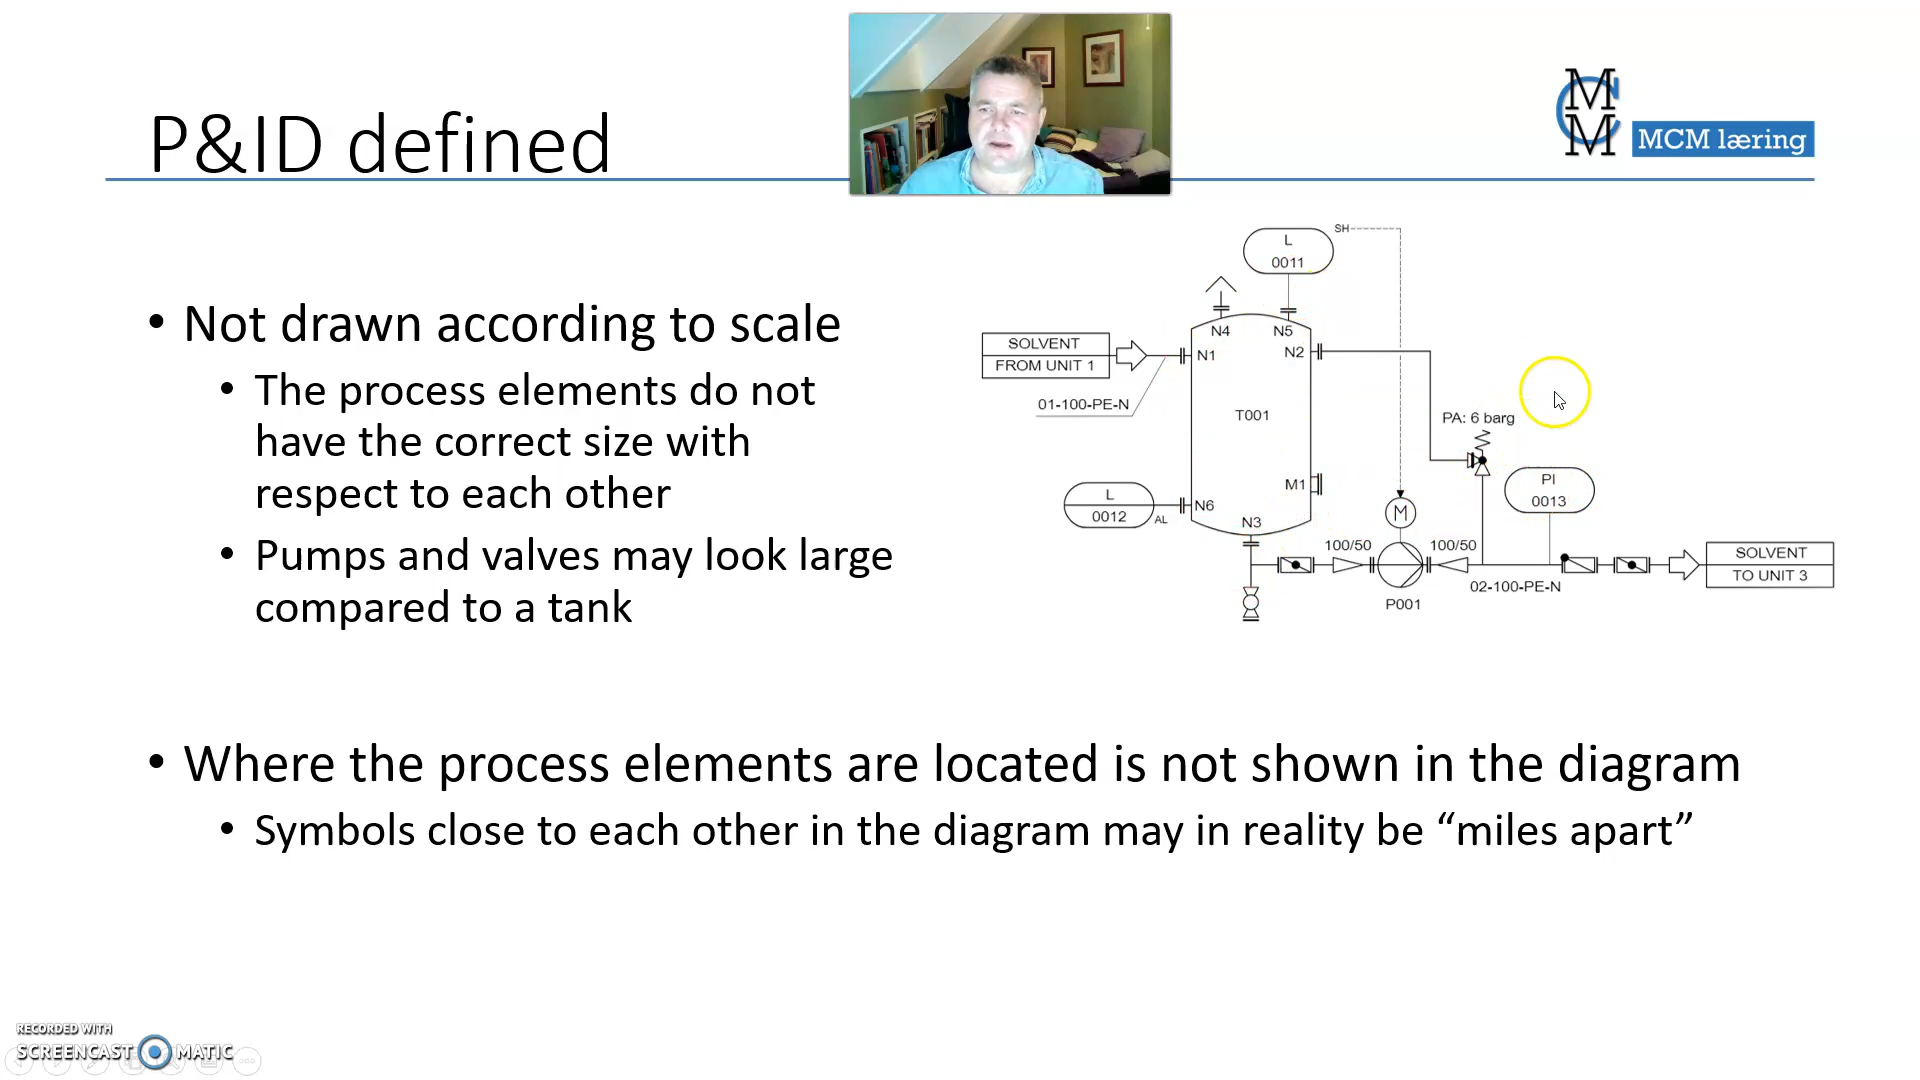 P&ID defined
MCM
MCM læring
• Not drawn according to scale
• The process elements do not
have the correct size with
respect to each other
• Pumps and valves may look large
compared to a tank
L
0011
SH
N4
N5
SOLVENT
FROM UNIT 1
N1
N2
01-100-PE-N
T001
PA: 6 barg
L
0012
AL
N6
M1
N3
M
PI
0013
100/50
100/50
P001
02-100-PE-N
SOLVENT
TO UNIT 3
• Where the process elements are located is not shown in the diagram
• Symbols close to each other in the diagram may in reality be “miles apart”
RECORDED WITH
SCREENCAST MATIC